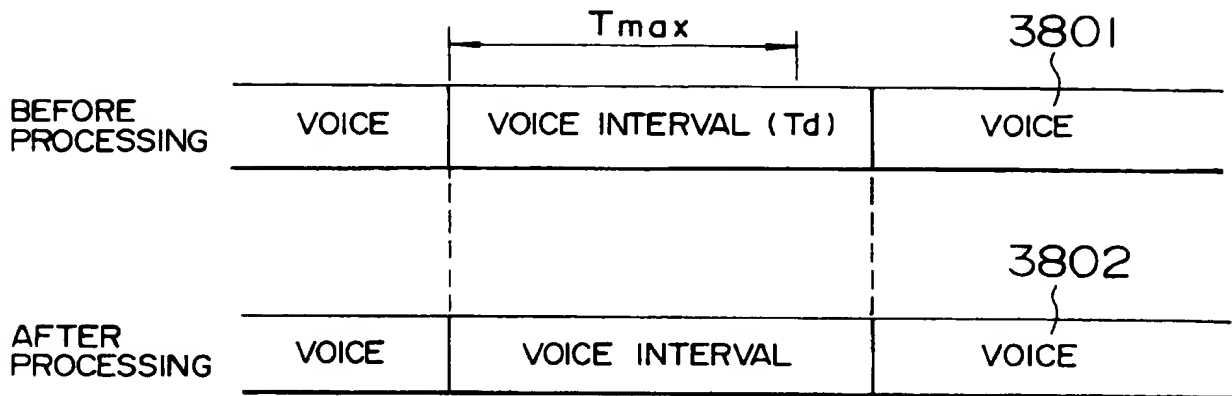 Tmax
3801
BEFORE
PROCESSING
VOICE
VOICE INTERVAL (Td)
VOICE
3802
AFTER
PROCESSING
VOICE
VOICE INTERVAL
VOICE